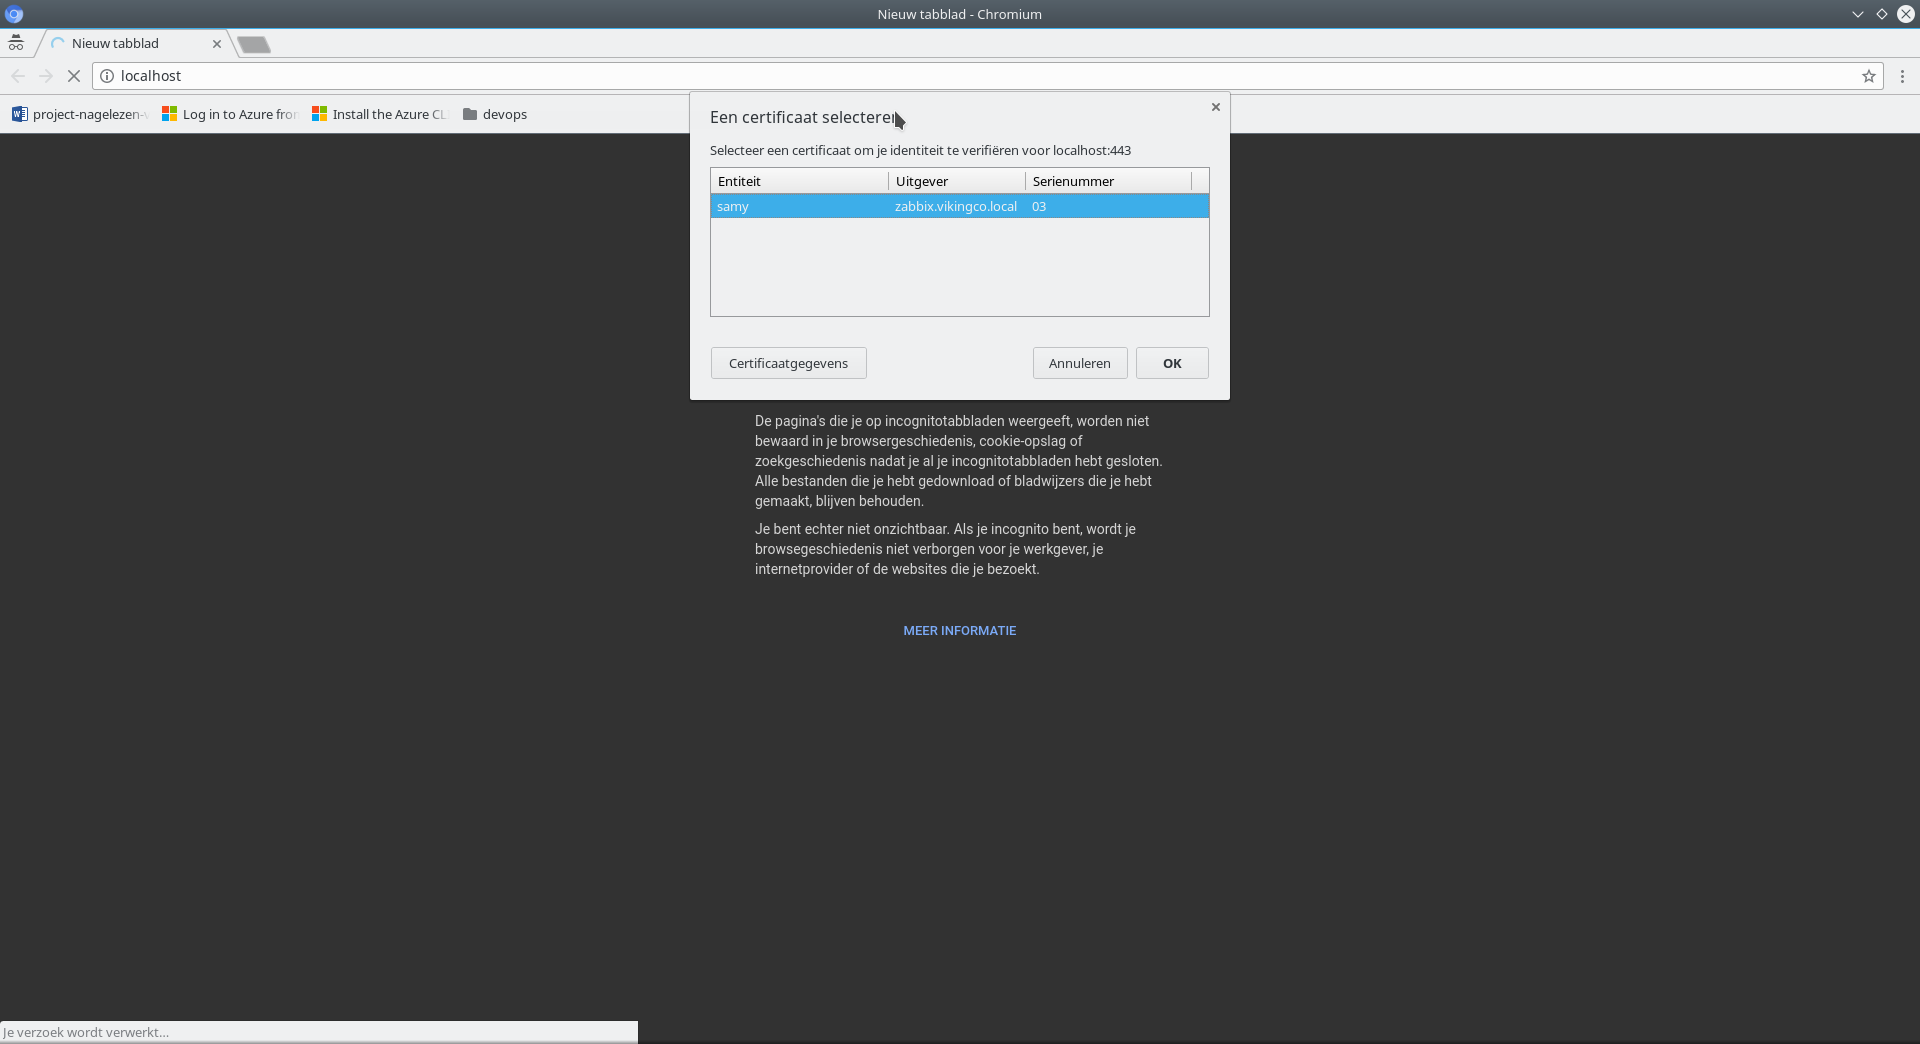 Nieuw tabblad - Chromium
Nieuw tabblad
localhost
project-nagelezen- Log in to Azure from Install the Azure CL devops
Een certificaat selecteren
Selecteer een certificaat om je identiteit te verifiëren voor localhost:443
Entiteit Uitgever Serienummer
samy zabbix.vikingco.local 03
Certificaatgegevens Annuleren OK
De pagina's die je op incognitotabbladen weergeeft, worden niet
bewaard in je browsergeschiedenis, cookie-opslag of
zoekgeschiedenis nadat je al je incognitotabbladen hebt gesloten.
Alle bestanden die je hebt gedownload of bladwijzers die je hebt
gemaakt, blijven behouden.
Je bent echter niet onzichtbaar. Als je incognito bent, wordt je
browsegeschiedenis niet verborgen voor je werkgever, je
internetprovider of de websites die je bezoekt.
MEER INFORMATIE
Je verzoek wordt verwerkt...